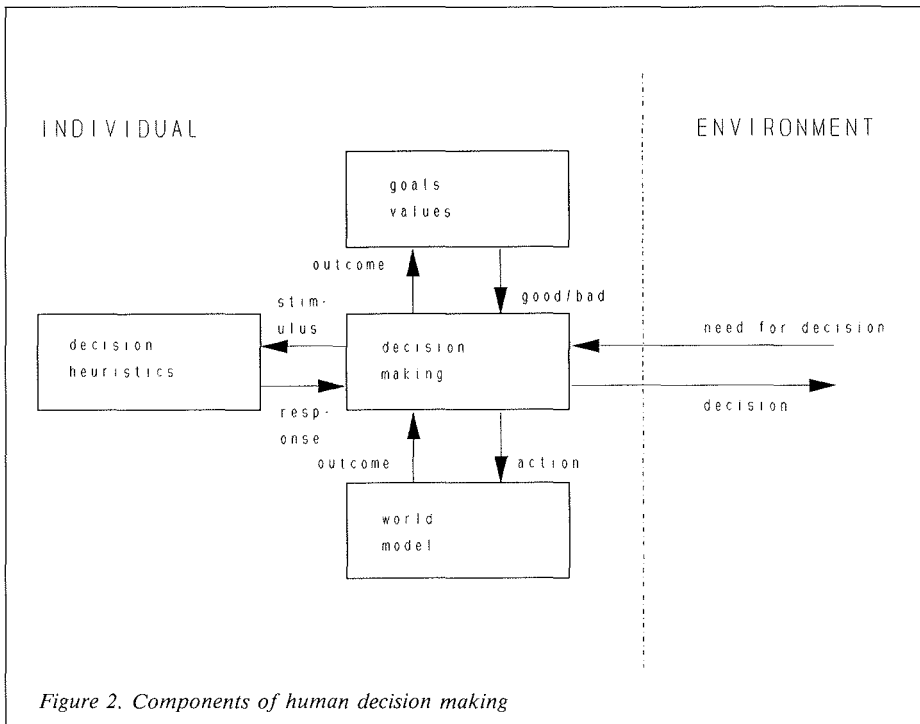 INDIVIDUAL
ENVIRONMENT
goals
values
outcome
good/bad
stim-
ulus
decision
heuristics
decision
making
need for decision
decision
resp-
onse
outcome
action
world
model
Figure 2. Components of human decision making